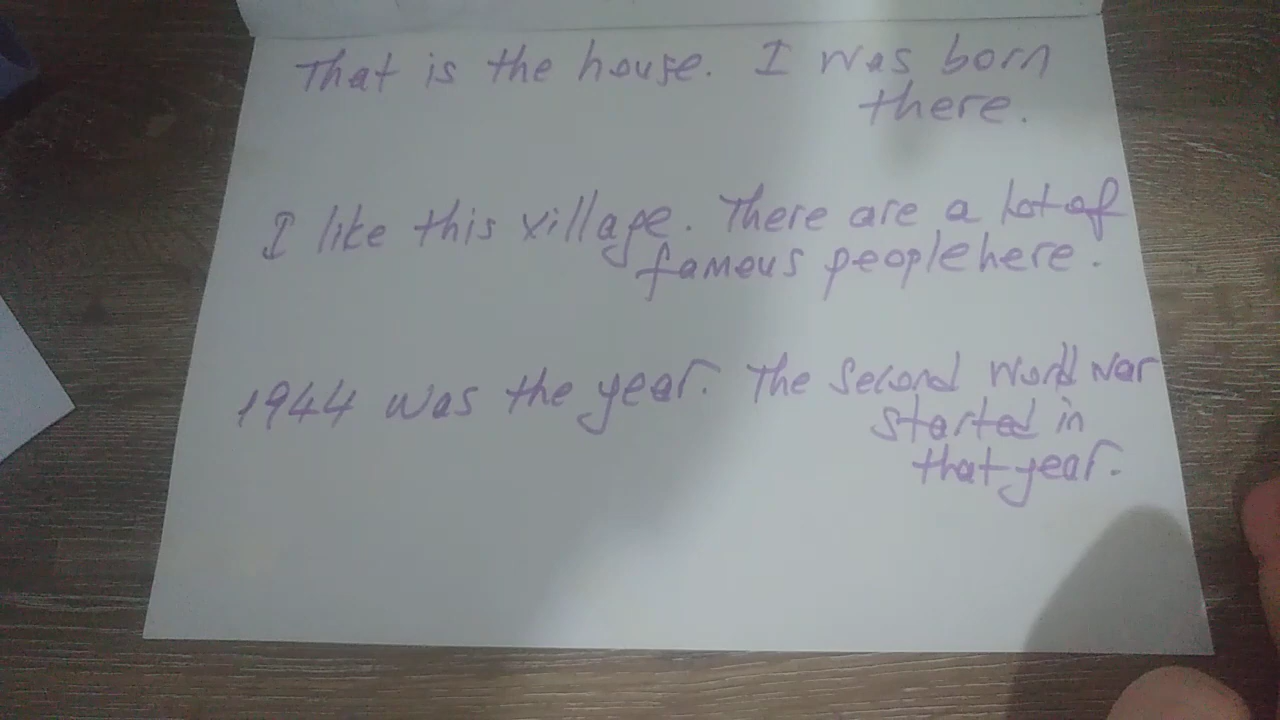 That is the house. I was born
there.
I like this village. There are a lot of
famous people here.
1944 was the year. The Second Word War
started in
that year.